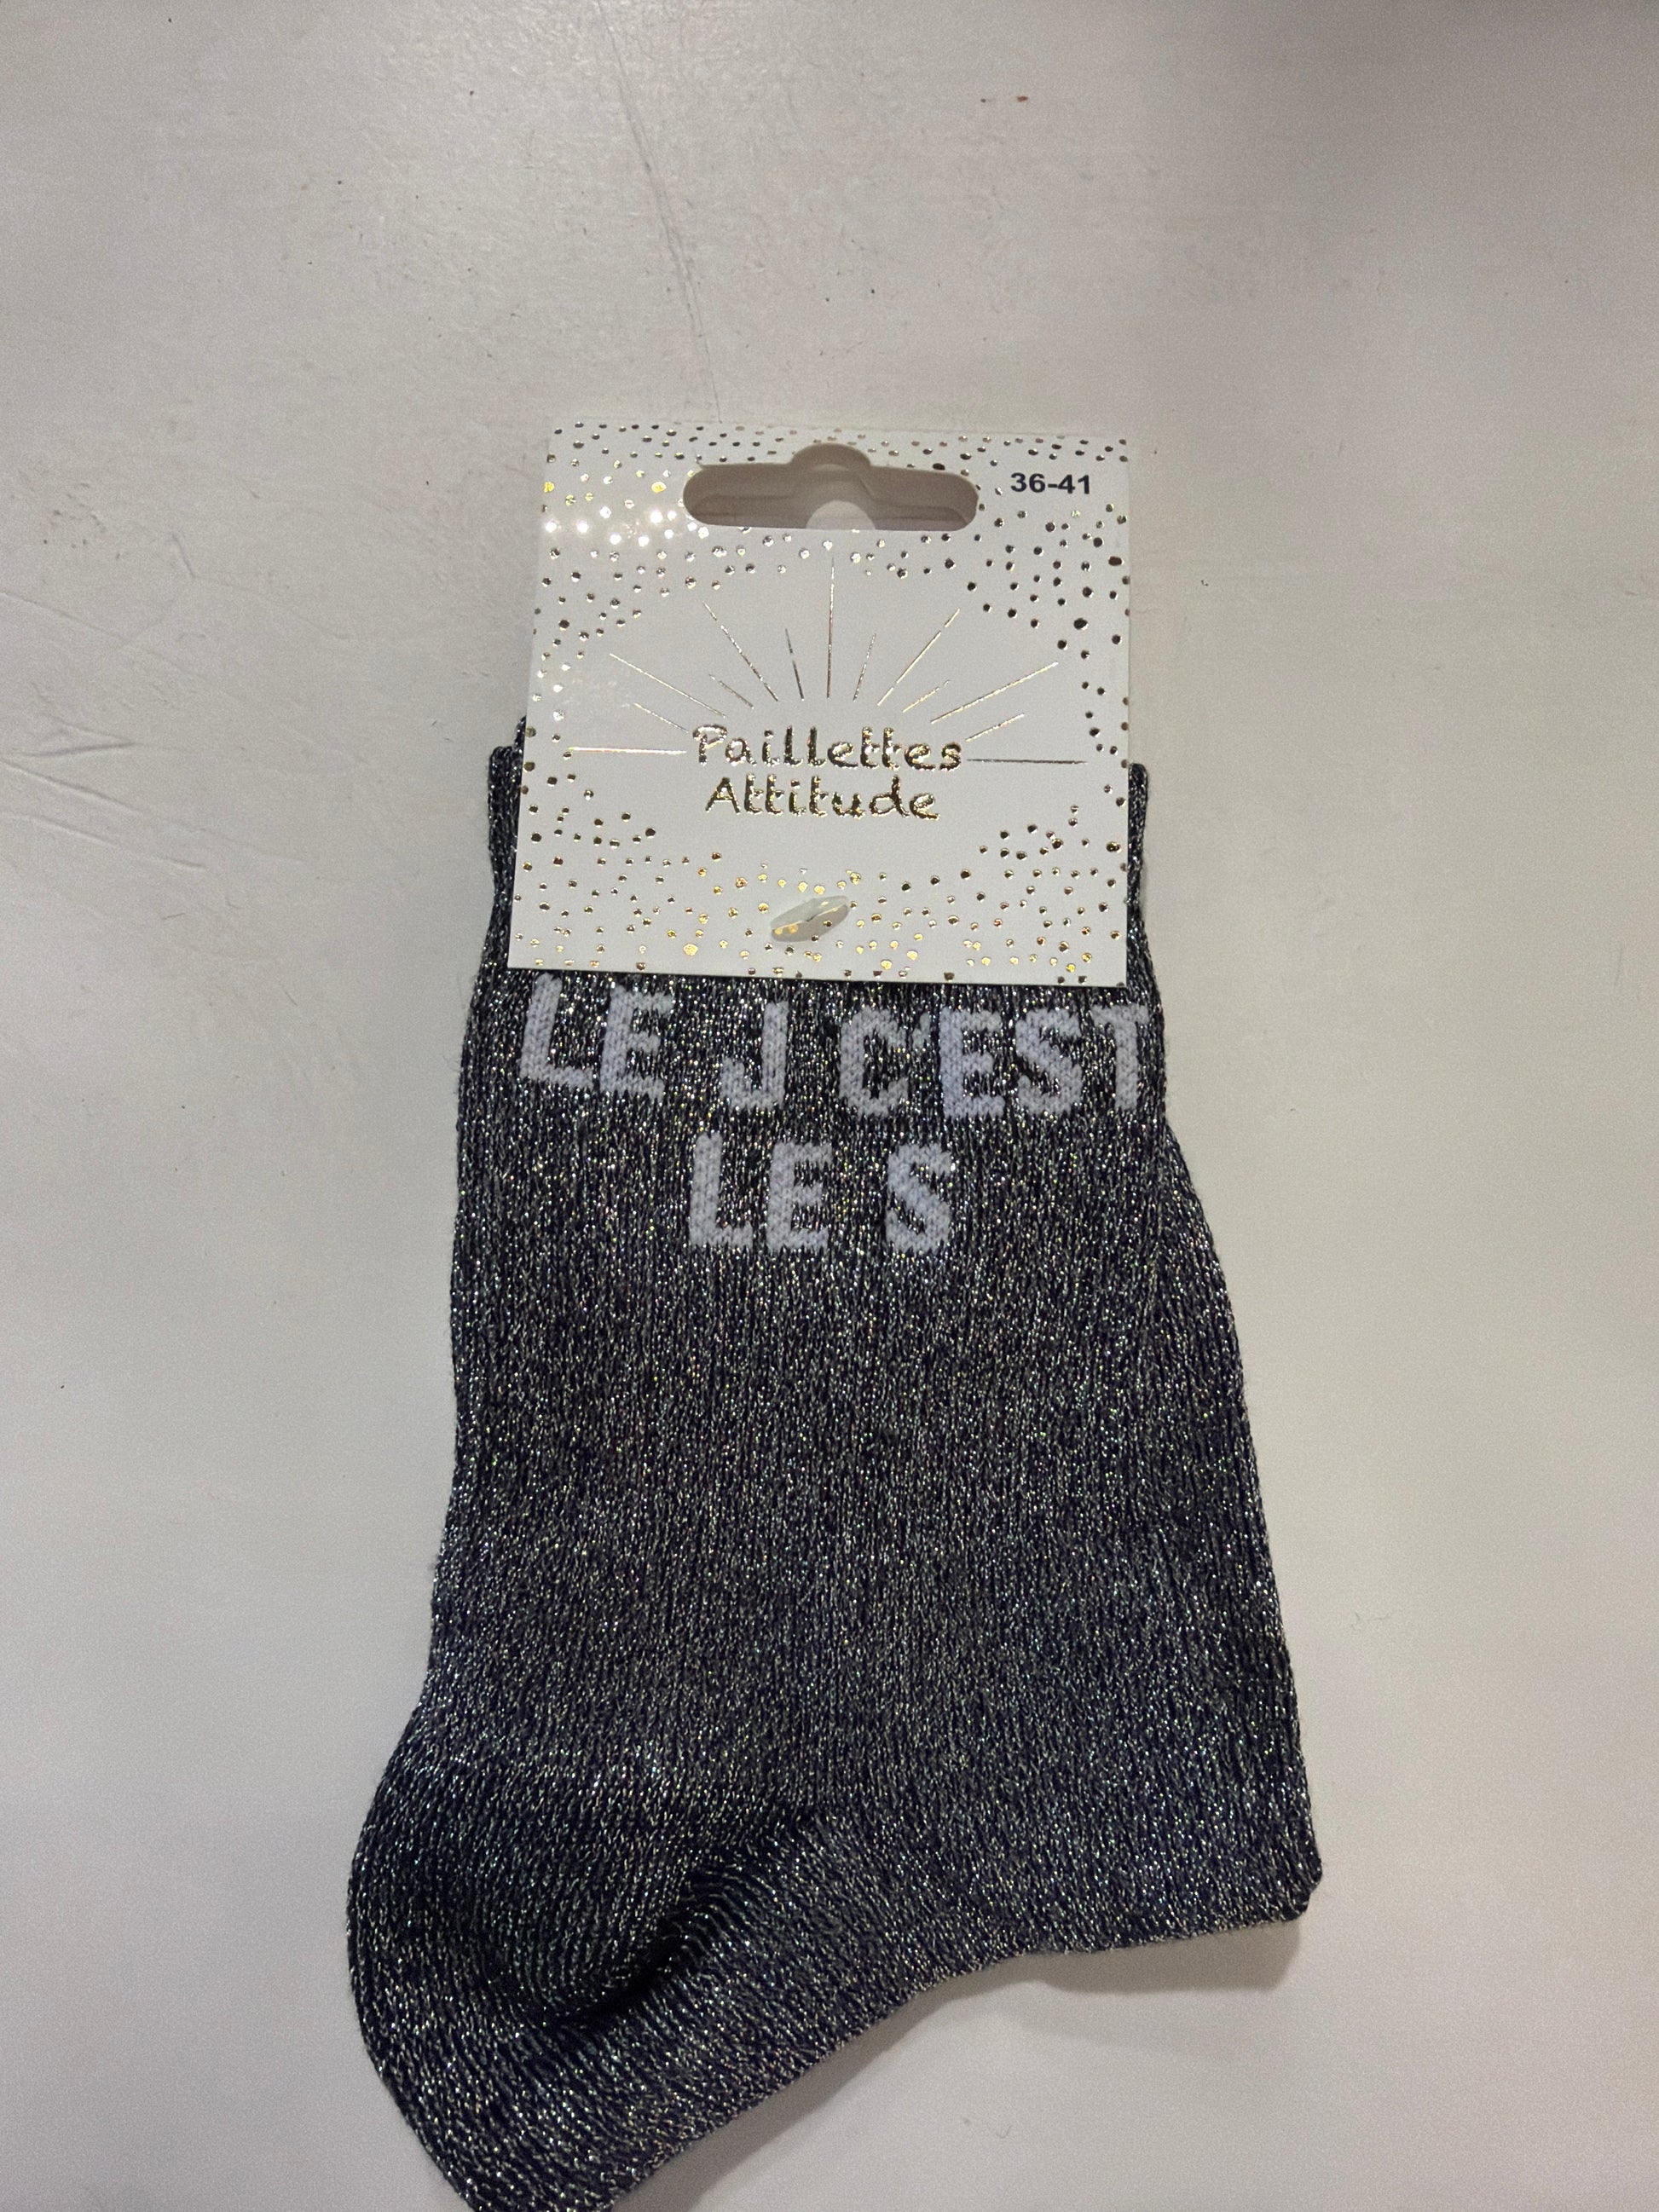 36-41
Paillettes
Attitude
LE J C'EST
LE S